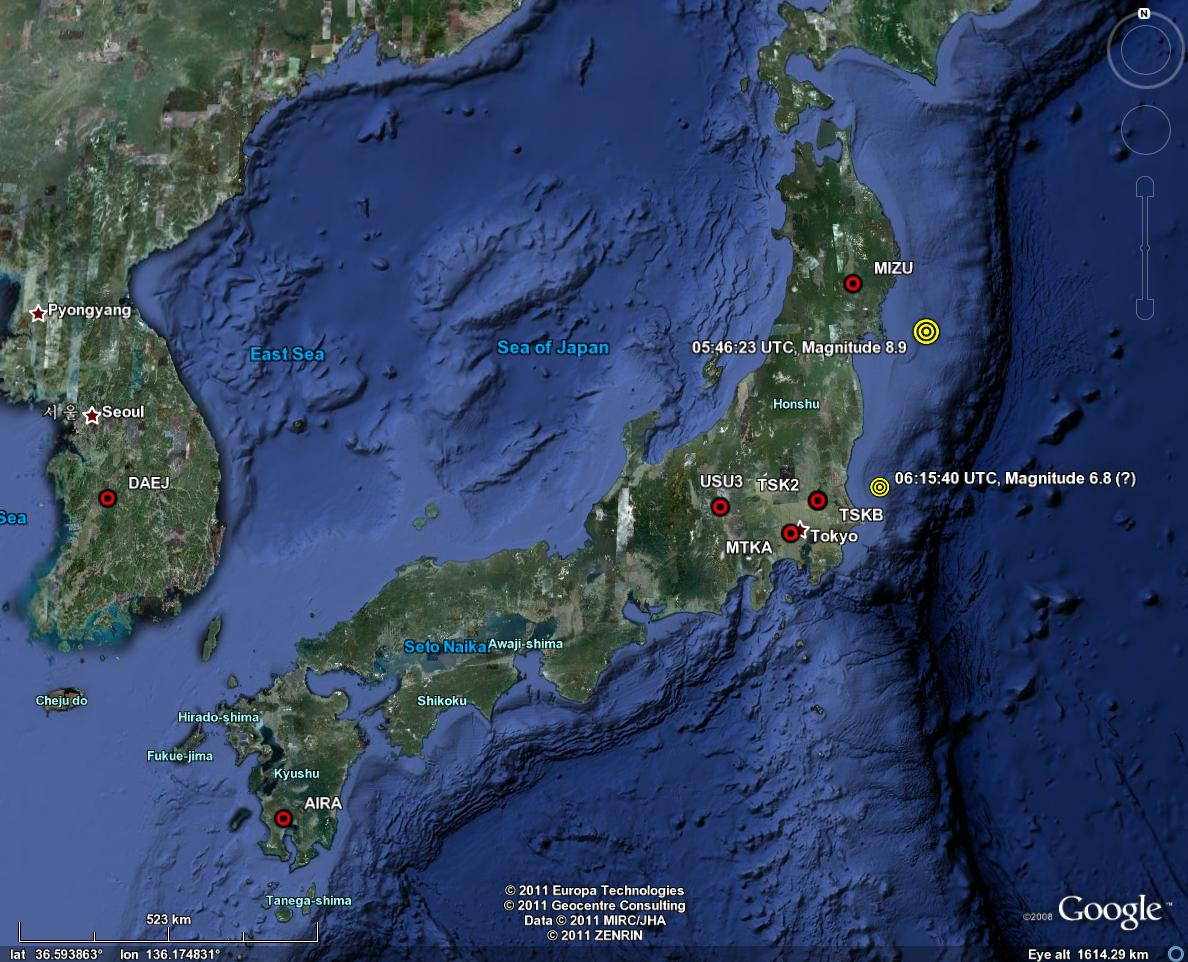 N
MIZU
Pyongyang
05:46:23 UTC, Magnitude 8.9
East Sea
Sea of Japan
Honshu
서울
Seoul
DAEJ
USU3
TSK2
06:15:40 UTC, Magnitude 6.8 (?)
Sea
TSKB
Tokyo
MTKA
Seto Naikai
Awaji-shima
Cheju do
Shikoku
Hirado-shima
Fukue-jima
Kyushu
AIRA
Tanega-shima
© 2011 Europa Technologies
© 2011 Geocentre Consulting
Data © 2011 MIRC/JHA
© 2011 ZENRIN
©2008 Google™
523 km
lat 36.593863° lon 136.174831°
Eye alt 1614.29 km